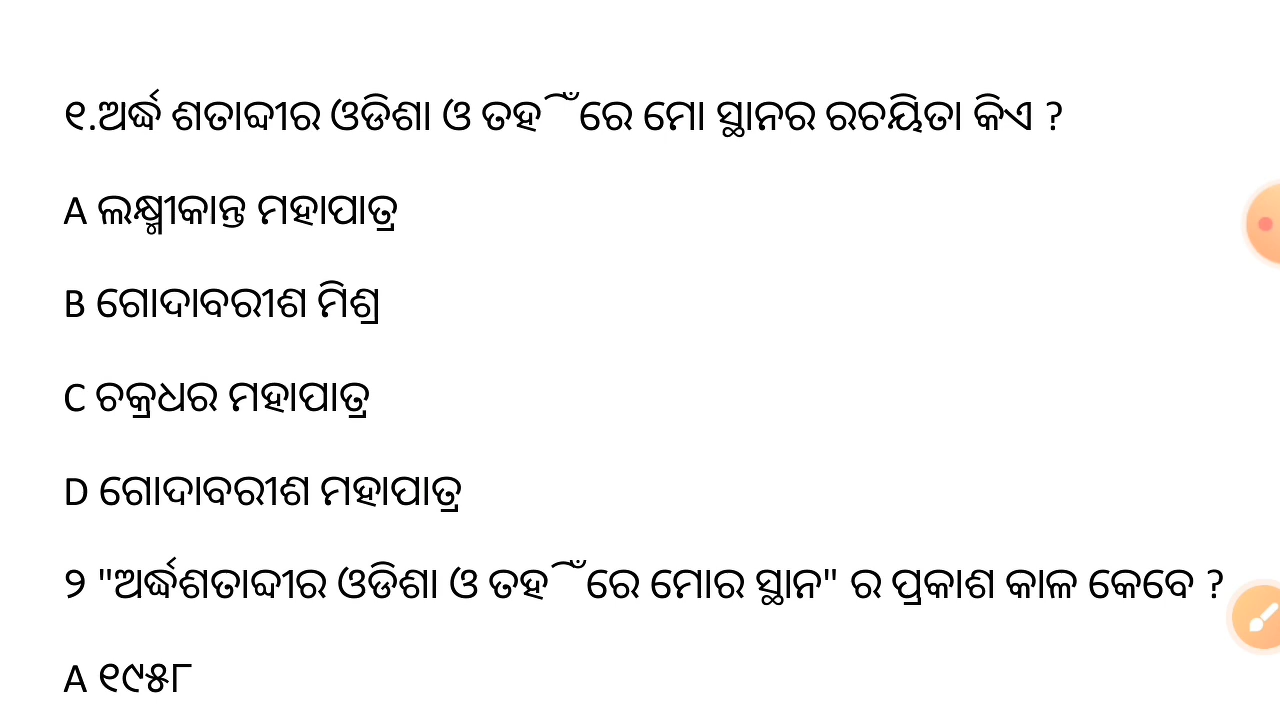 ୧.ଅର୍ଦ୍ଧ ଶତାବ୍ଦୀର ଓଡିଶା ଓ ତହିଁରେ ମୋ ସ୍ଥାନର ରଚୟିତା କିଏ ?
A ଲକ୍ଷ୍ମୀକାନ୍ତ ମହାପାତ୍ର
B ଗୋଦାବରୀଶ ମିଶ୍ର
C ଚକ୍ରଧର ମହାପାତ୍ର
D ଗୋଦାବରୀଶ ମହାପାତ୍ର
୨ "ଅର୍ଦ୍ଧଶତାବ୍ଦୀର ଓଡିଶା ଓ ତହିଁରେ ମୋର ସ୍ଥାନ" ର ପ୍ରକାଶ କାଳ କେବେ ?
A ୧୯୫୮